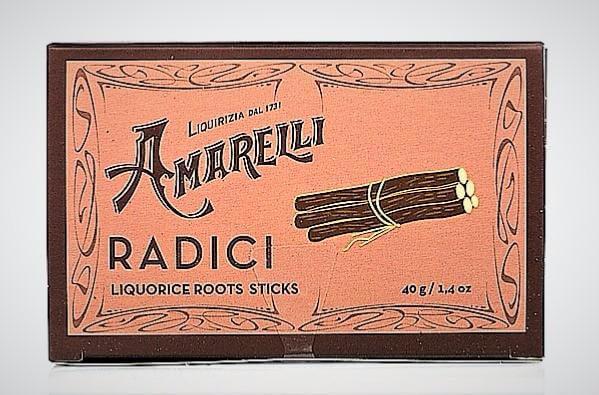 LIQUIRIZIA DAL 1731
AMARELLI
RADICI
LIQUORICE ROOTS STICKS
40 g / 1,4 oz